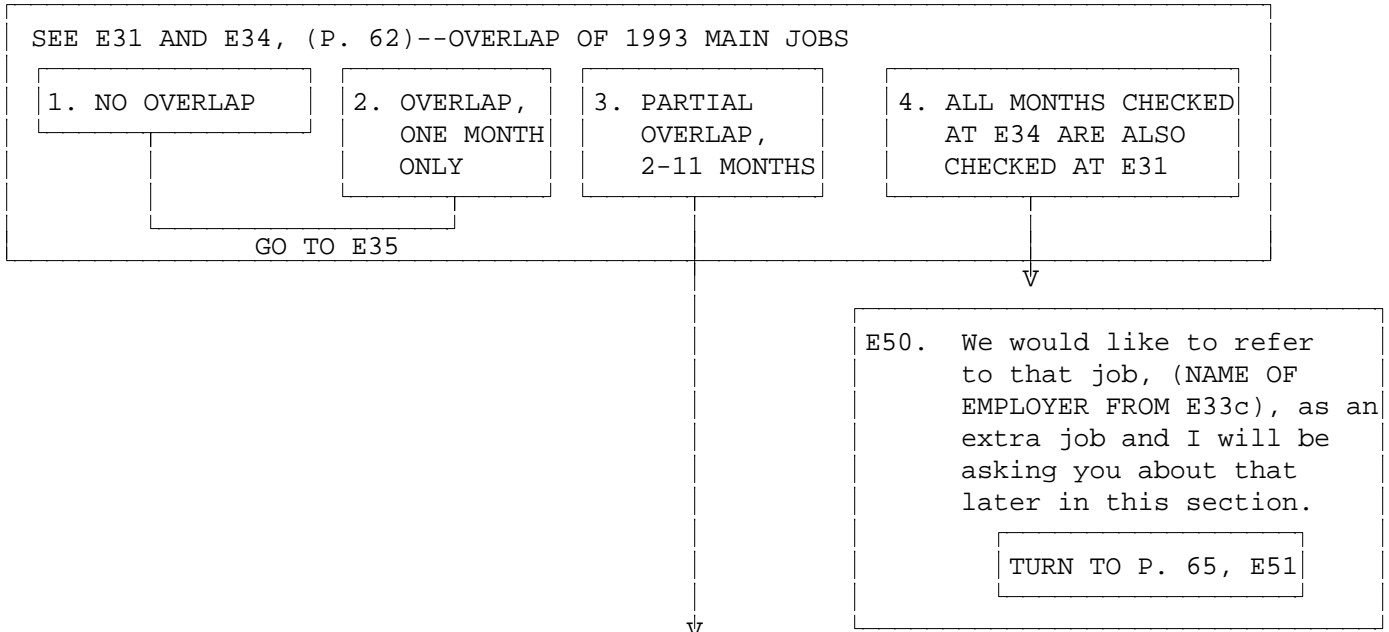 SEE E31 AND E34, (P. 62)--OVERLAP OF 1993 MAIN JOBS
1. NO OVERLAP
2. OVERLAP,
ONE MONTH
ONLY
3. PARTIAL
OVERLAP,
2-11 MONTHS
4. ALL MONTHS CHECKED
AT E34 ARE ALSO
CHECKED AT E31
GO TO E35
E50. We would like to refer
to that job, (NAME OF
EMPLOYER FROM E33c), as an
extra job and I will be
asking you about that
later in this section.
TURN TO P. 65, E51